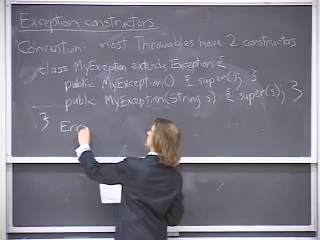 Exception constructors
Convention: most Throwables have 2 constructors
class MyException extends Exception {
public MyException() { super(); }
public MyException(String s) { super(s); }
} Err